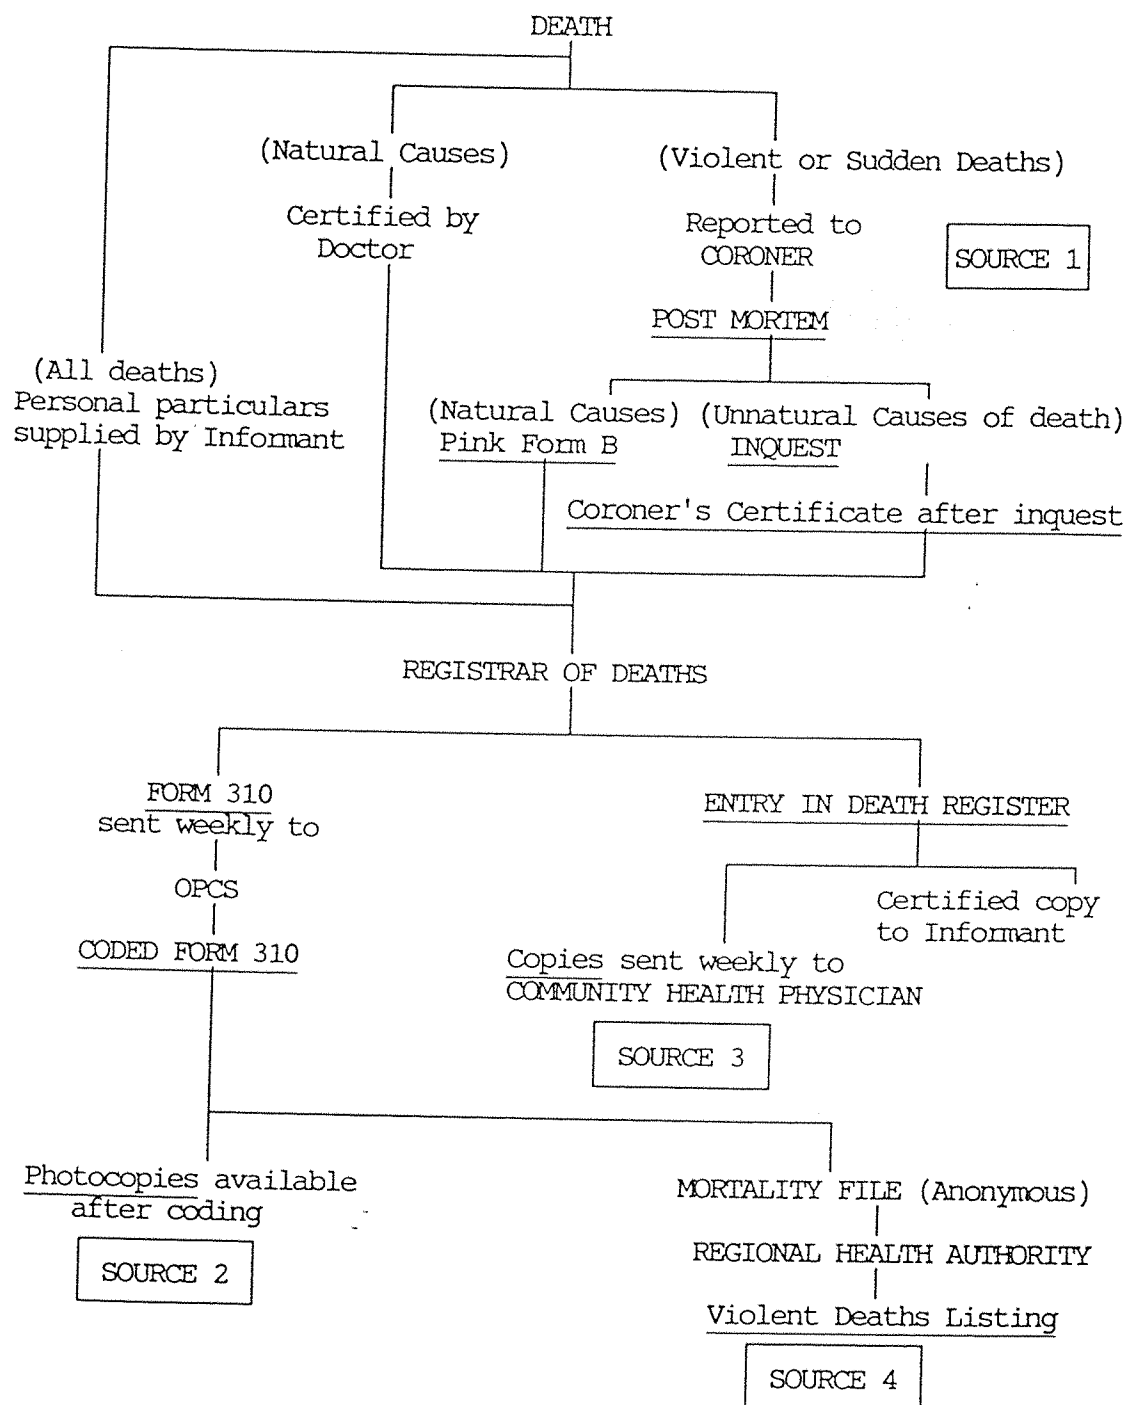 DEATH
(Natural Causes)
(Violent or Sudden Deaths)
Certified by
Doctor
Reported to
CORONER
SOURCE 1
POST MORTEM
(All deaths)
Personal particulars
supplied by Informant
(Natural Causes)
Pink Form B
(Unnatural Causes of death)
INQUEST
Coroner's Certificate after inquest
REGISTRAR OF DEATHS
FORM 310
sent weekly to
OPCS
CODED FORM 310
ENTRY IN DEATH REGISTER
Certified copy
to Informant
Copies sent weekly to
COMMUNITY HEALTH PHYSICIAN
SOURCE 3
Photocopies available
after coding
SOURCE 2
MORTALITY FILE (Anonymous)
REGIONAL HEALTH AUTHORITY
Violent Deaths Listing
SOURCE 4